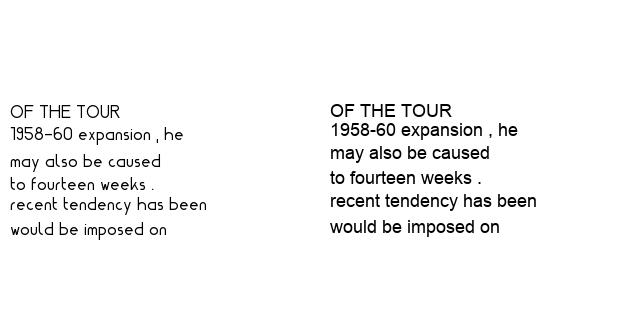 OF THE TOUR
1958-60 expansion , he
may also be caused
to fourteen weeks .
recent tendency has been
would be imposed on
OF THE TOUR
1958-60 expansion , he
may also be caused
to fourteen weeks .
recent tendency has been
would be imposed on